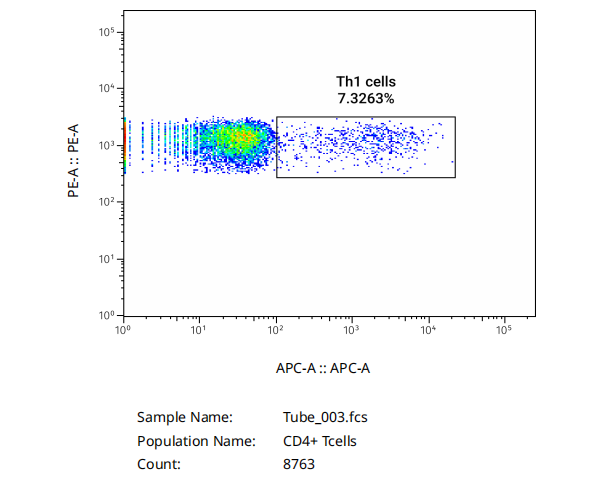 Th1 cells
7.3263%
10⁵
10⁴
10³
10²
10¹
10⁰
PE-A :: PE-A
10⁰ 10¹ 10² 10³ 10⁴ 10⁵
APC-A :: APC-A
Sample Name: Tube_003.fcs
Population Name: CD4+ Tcells
Count: 8763